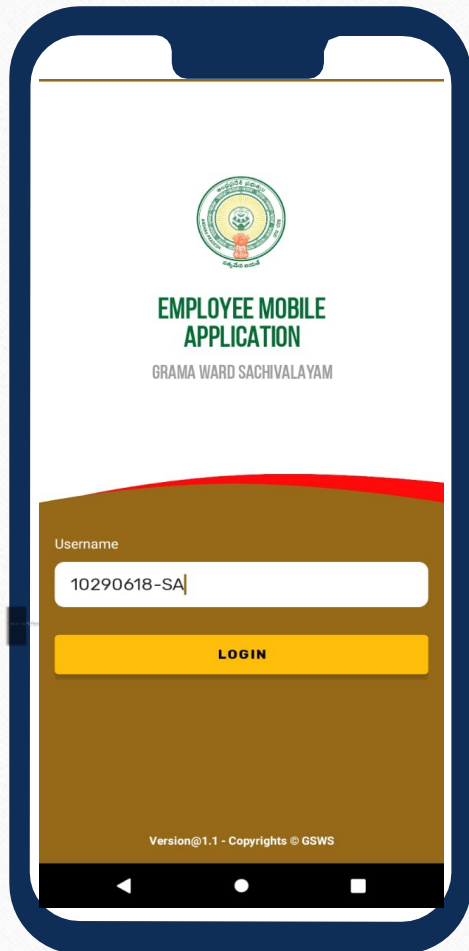 EMPLOYEE MOBILE
APPLICATION
GRAMA WARD SACHIVALAYAM
Username
10290618-SA
LOGIN
Version@1.1 - Copyrights © GSWS